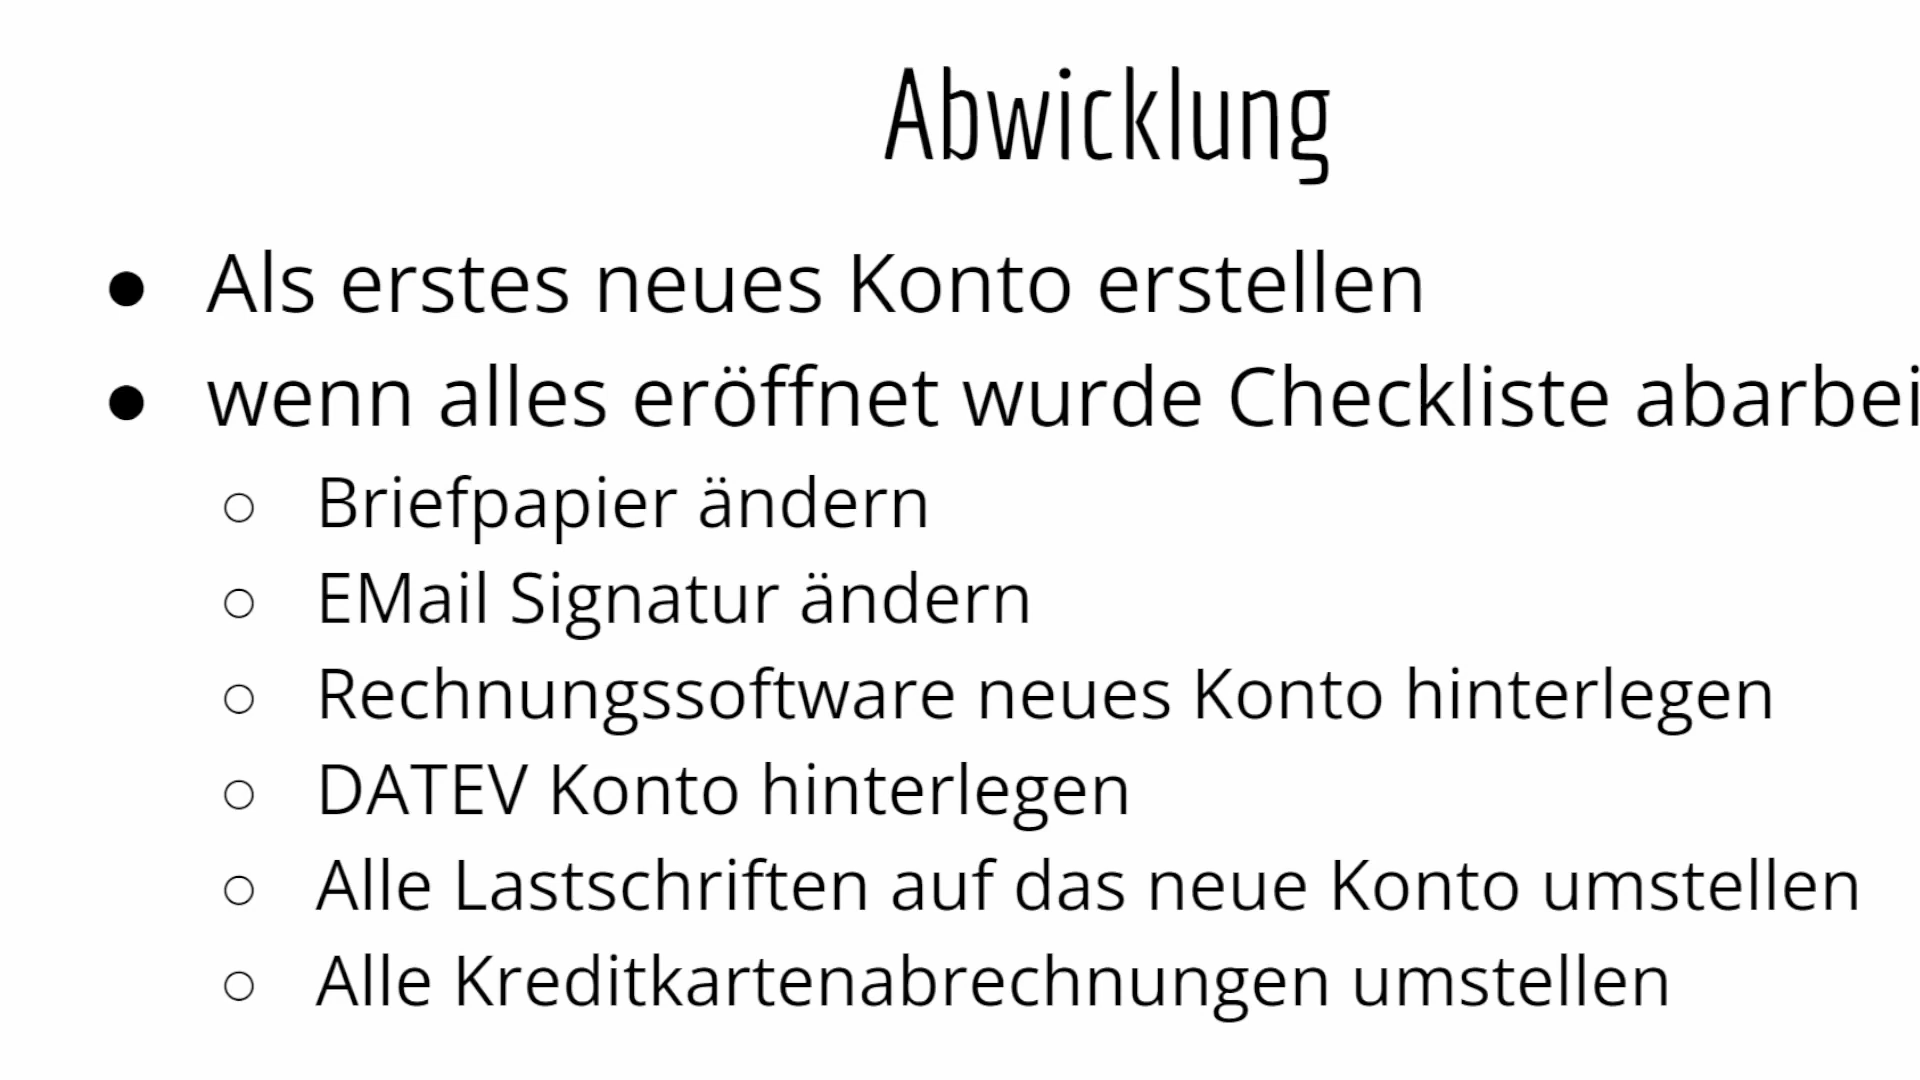 Abwicklung
● Als erstes neues Konto erstellen
● wenn alles eröffnet wurde Checkliste abarbei
○ Briefpapier ändern
○ EMail Signatur ändern
○ Rechnungssoftware neues Konto hinterlegen
○ DATEV Konto hinterlegen
○ Alle Lastschriften auf das neue Konto umstellen
○ Alle Kreditkartenabrechnungen umstellen